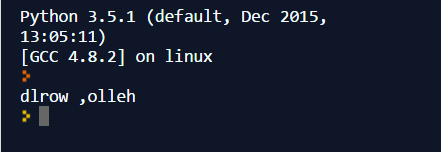 Python 3.5.1 (default, Dec 2015,
13:05:11)
[GCC 4.8.2] on linux
dlrow ,olleh